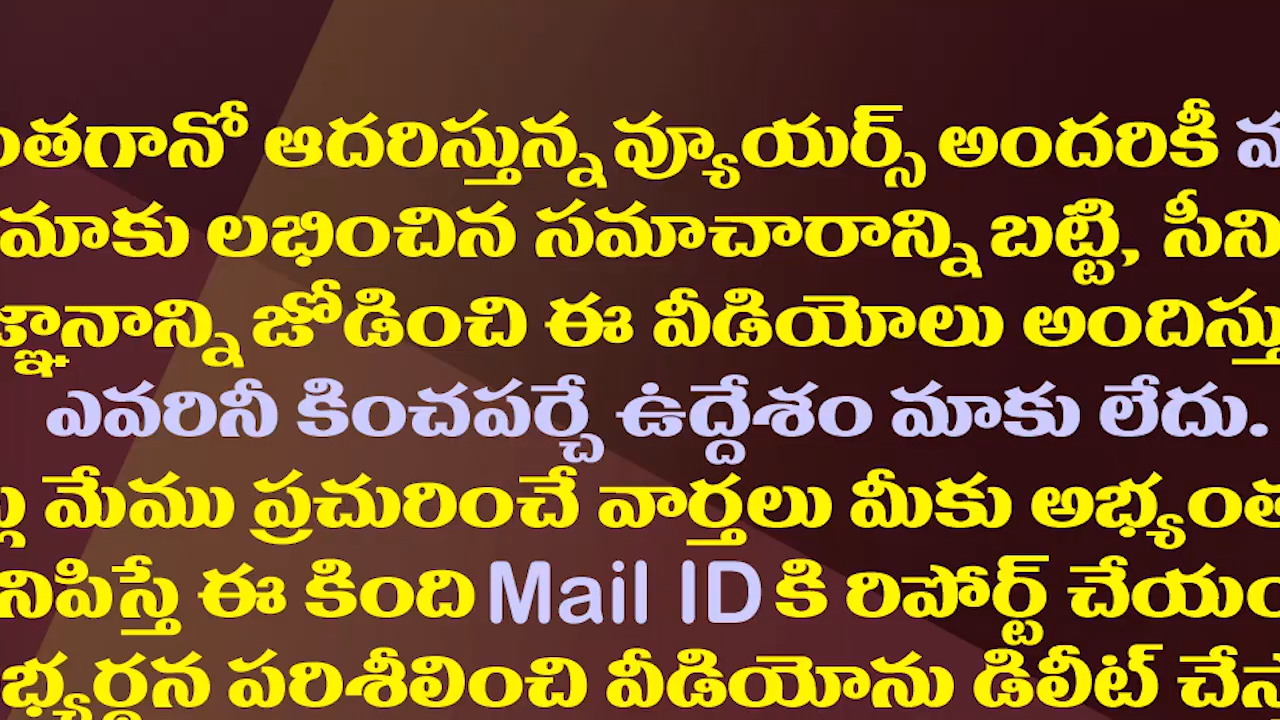 ఆదరిస్తున్న వ్యూయర్స్ అందరికీ
మాకు లభించిన సమాచారాన్ని బట్టి,
జోడించి ఈ వీడియోలు
ఎవరినీ కించపర్చే ఉద్దేశం మాకు లేదు.
మేము ప్రచురించే వార్తలు మీకు
ఈ కింది Mail ID కి రిపోర్ట్
పరిశీలించి వీడియోను డిలీట్